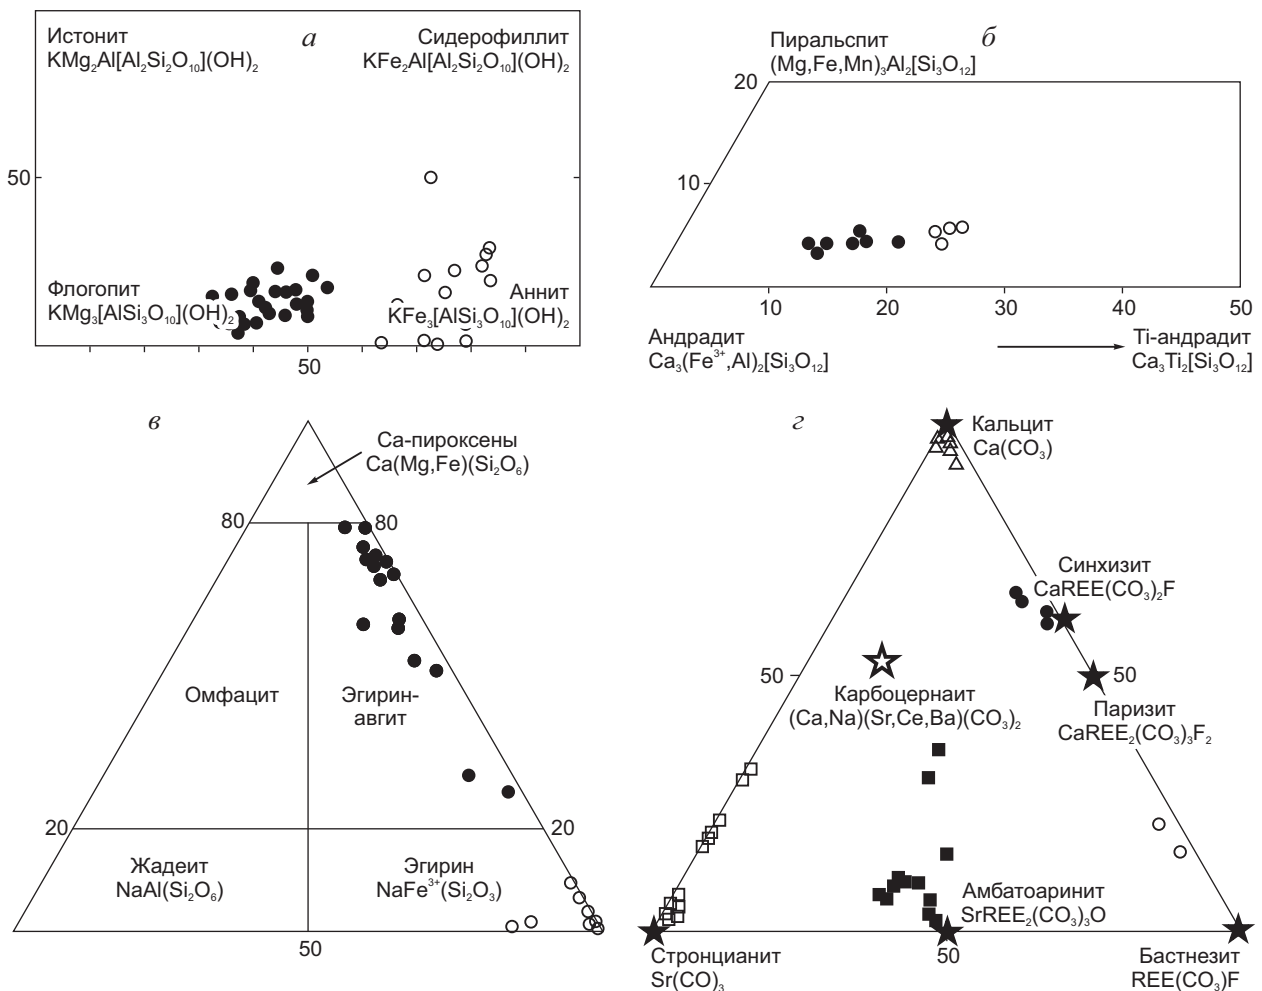 а
Истонит
KMg₂Al[Al₂Si₂O₁₀](OH)₂
Сидерофиллит
KFe₂Al[Al₂Si₂O₁₀](OH)₂
50
Флогопит
KMg₃[AlSi₃O₁₀](OH)₂
Аннит
KFe₃[AlSi₃O₁₀](OH)₂
50
б
Пиральспит
(Mg,Fe,Mn)₃Al₂[Si₃O₁₂]
20
10
10 20 30 40 50
Андрадит
Ca₃(Fe³⁺,Al)₂[Si₃O₁₂]
Ti-андрадит
Ca₃Ti₂[Si₃O₁₂]
в
Ca-пироксены
Ca(Mg,Fe)(Si₂O₆)
80 80
Омфацит
Эгирин-
авгит
20 20
Жадеит
NaAl(Si₂O₆)
Эгирин
NaFe³⁺(Si₂O₃)
50
г
Кальцит
Ca(CO₃)
Синхизит
CaREE(CO₃)₂F
50 50
Карбоцернаит
(Ca,Na)(Sr,Ce,Ba)(CO₃)₂
Паризит
CaREE₂(CO₃)₃F₂
Амбатоаринит
SrREE₂(CO₃)₃O
Стронцианит
Sr(CO)₃
50
Бастнезит
REE(CO₃)F